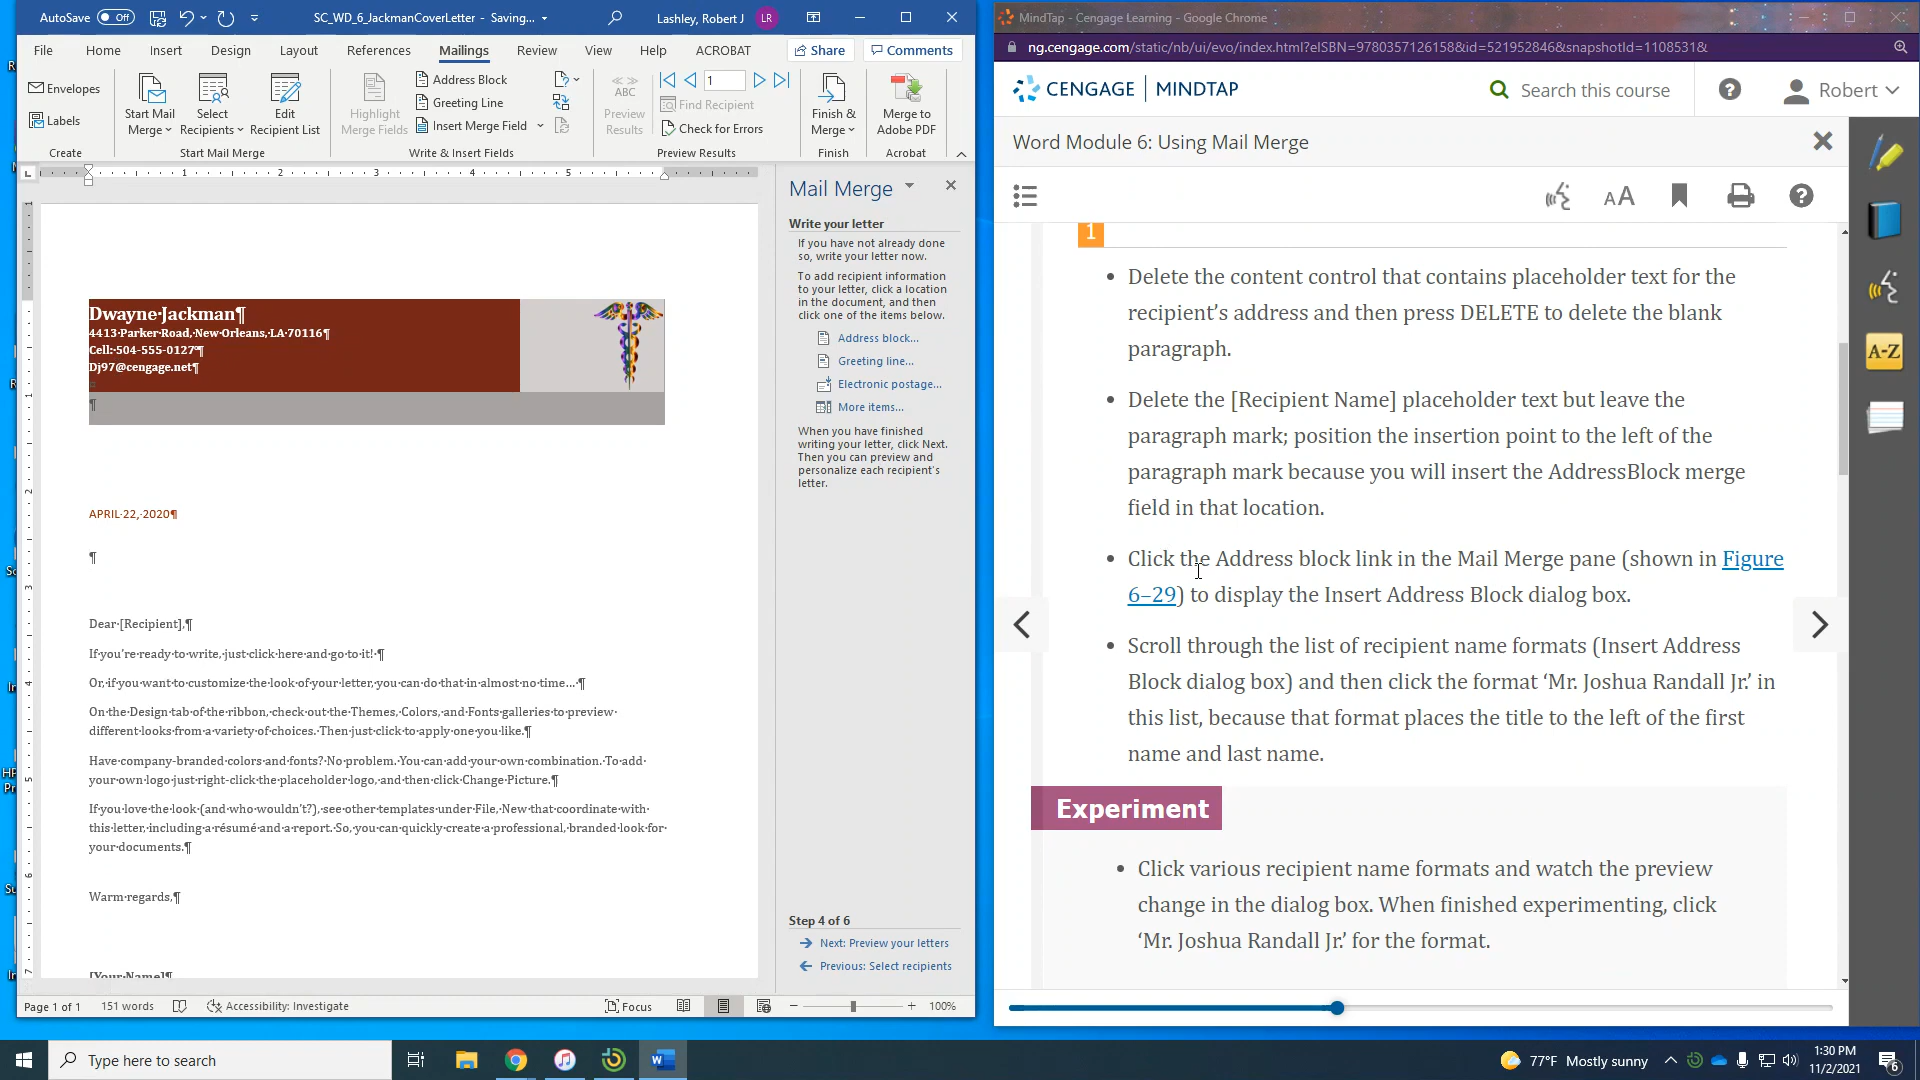 AutoSave Off SC_WD_6_JackmanCoverLetter - Saving... Lashley, Robert J LR
File Home Insert Design Layout References Mailings Review View Help ACROBAT Share Comments
Envelopes
Labels
Create
Start Mail Merge
Select Recipients
Edit Recipient List
Start Mail Merge
Highlight Merge Fields
Address Block
Greeting Line
Insert Merge Field
Write & Insert Fields
ABC
Preview Results
1
Find Recipient
Check for Errors
Preview Results
Finish & Merge
Finish
Merge to Adobe PDF
Acrobat
1 2 3 4 5
Dwayne·Jackman¶
4413·Parker·Road,·New·Orleans,·LA·70116¶
Cell:·504-555-0127¶
Dj97@cengage.net¶
¶
APRIL·22,·2020¶
¶
Dear·[Recipient],¶
If·you're·ready·to·write,·just·click·here·and·go·to·it!·¶
Or,·if·you·want·to·customize·the·look·of·your·letter,·you·can·do·that·in·almost·no·time...·¶
On·the·Design·tab·of·the·ribbon,·check·out·the·Themes,·Colors,·and·Fonts·galleries·to·preview·
different·looks·from·a·variety·of·choices.·Then·just·click·to·apply·one·you·like.¶
Have·company-branded·colors·and·fonts?·No·problem.·You·can·add·your·own·combination.·To·add·
your·own·logo·just·right-click·the·placeholder·logo,·and·then·click·Change·Picture.¶
If·you·love·the·look·(and·who·wouldn't?),·see·other·templates·under·File,·New·that·coordinate·with·
this·letter,·including·a·résumé·and·a·report.·So,·you·can·quickly·create·a·professional,·branded·look·for·
your·documents.¶
Warm·regards,¶
[Your·Name]¶
Mail Merge
Write your letter
If you have not already done
so, write your letter now.
To add recipient information
to your letter, click a location
in the document, and then
click one of the items below.
Address block...
Greeting line...
Electronic postage...
More items...
When you have finished
writing your letter, click Next.
Then you can preview and
personalize each recipient's
letter.
Step 4 of 6
Next: Preview your letters
Previous: Select recipients
Page 1 of 1 151 words Accessibility: Investigate Focus 100%
MindTap - Cengage Learning - Google Chrome
ng.cengage.com/static/nb/ui/evo/index.html?eISBN=9780357126158&id=521952846&snapshotId=1108531&
CENGAGE MINDTAP Search this course Robert
Word Module 6: Using Mail Merge
AA
1
• Delete the content control that contains placeholder text for the
recipient's address and then press DELETE to delete the blank
paragraph.
• Delete the [Recipient Name] placeholder text but leave the
paragraph mark; position the insertion point to the left of the
paragraph mark because you will insert the AddressBlock merge
field in that location.
• Click the Address block link in the Mail Merge pane (shown in Figure
6–29) to display the Insert Address Block dialog box.
• Scroll through the list of recipient name formats (Insert Address
Block dialog box) and then click the format ‘Mr. Joshua Randall Jr.’ in
this list, because that format places the title to the left of the first
name and last name.
Experiment
• Click various recipient name formats and watch the preview
change in the dialog box. When finished experimenting, click
‘Mr. Joshua Randall Jr.’ for the format.
A-Z
Type here to search
77°F Mostly sunny
1:30 PM
11/2/2021
6